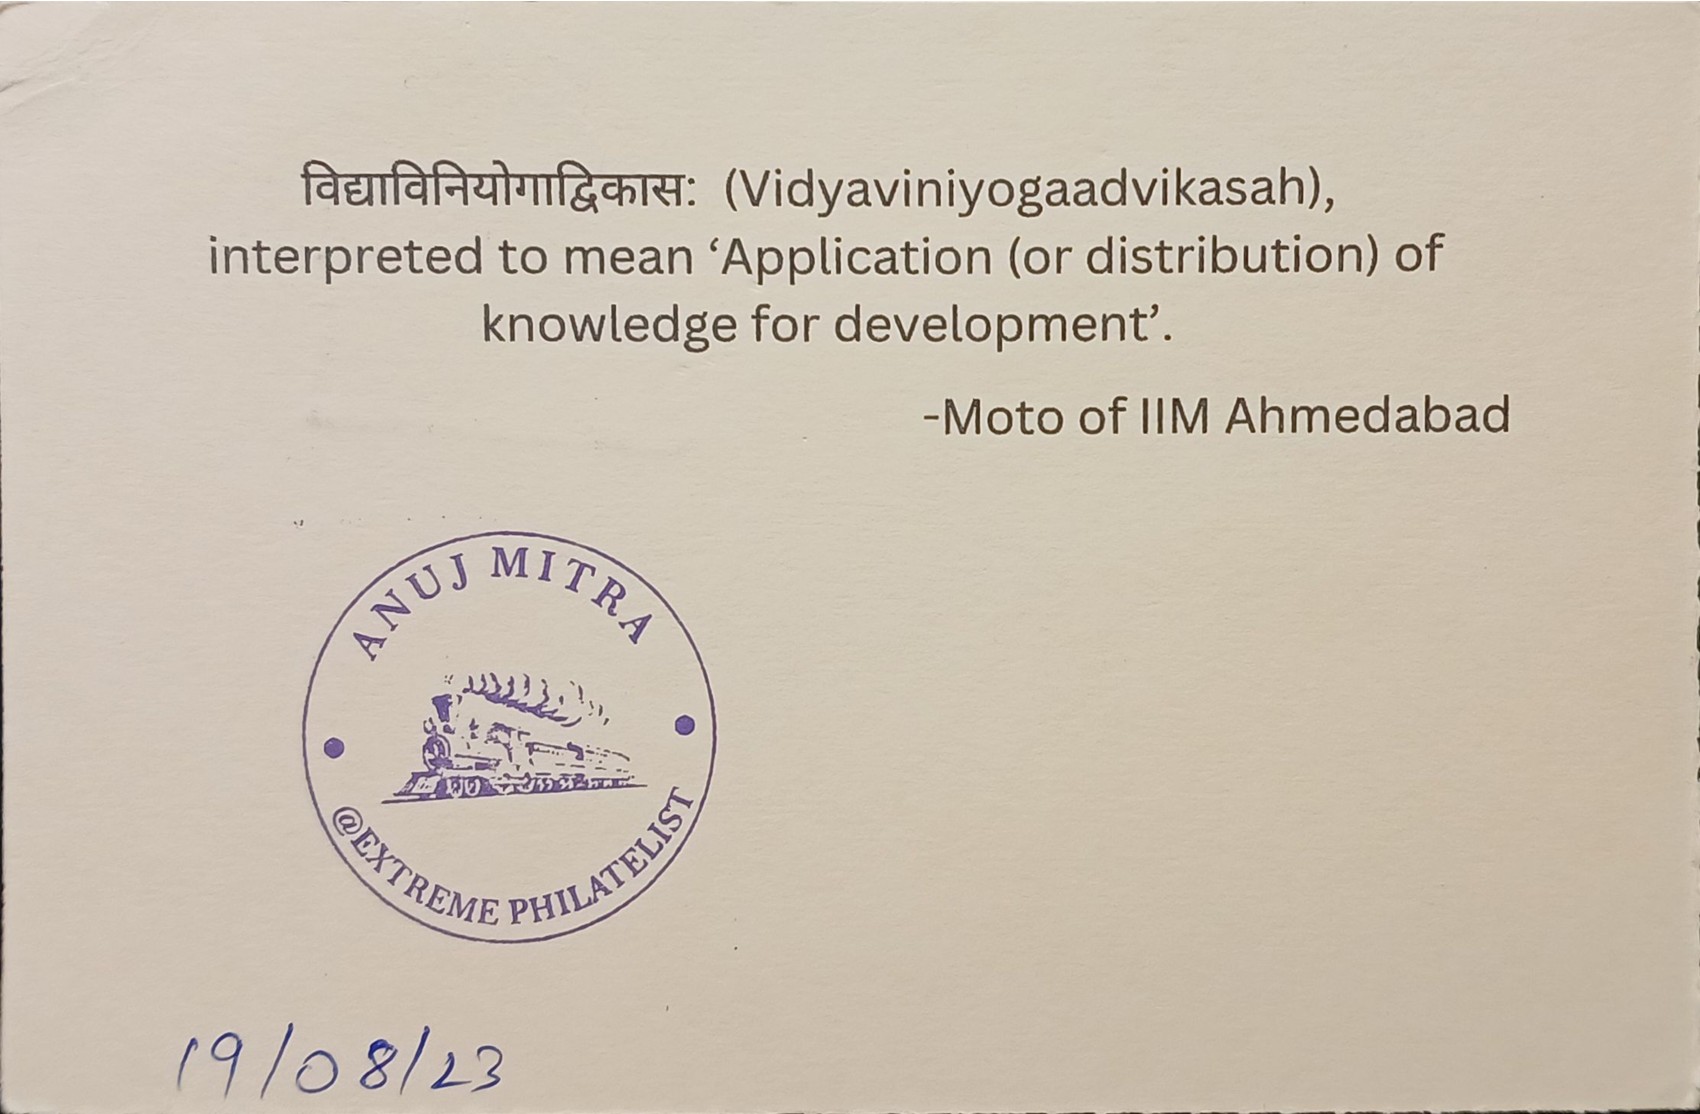 विद्याविनियोगाद्विकास: (Vidyaviniyogaadvikasah),
interpreted to mean ‘Application (or distribution) of
knowledge for development’.
-Moto of IIM Ahmedabad
ANUJ MITRA
@EXTREME PHILATELIST
19/08/23